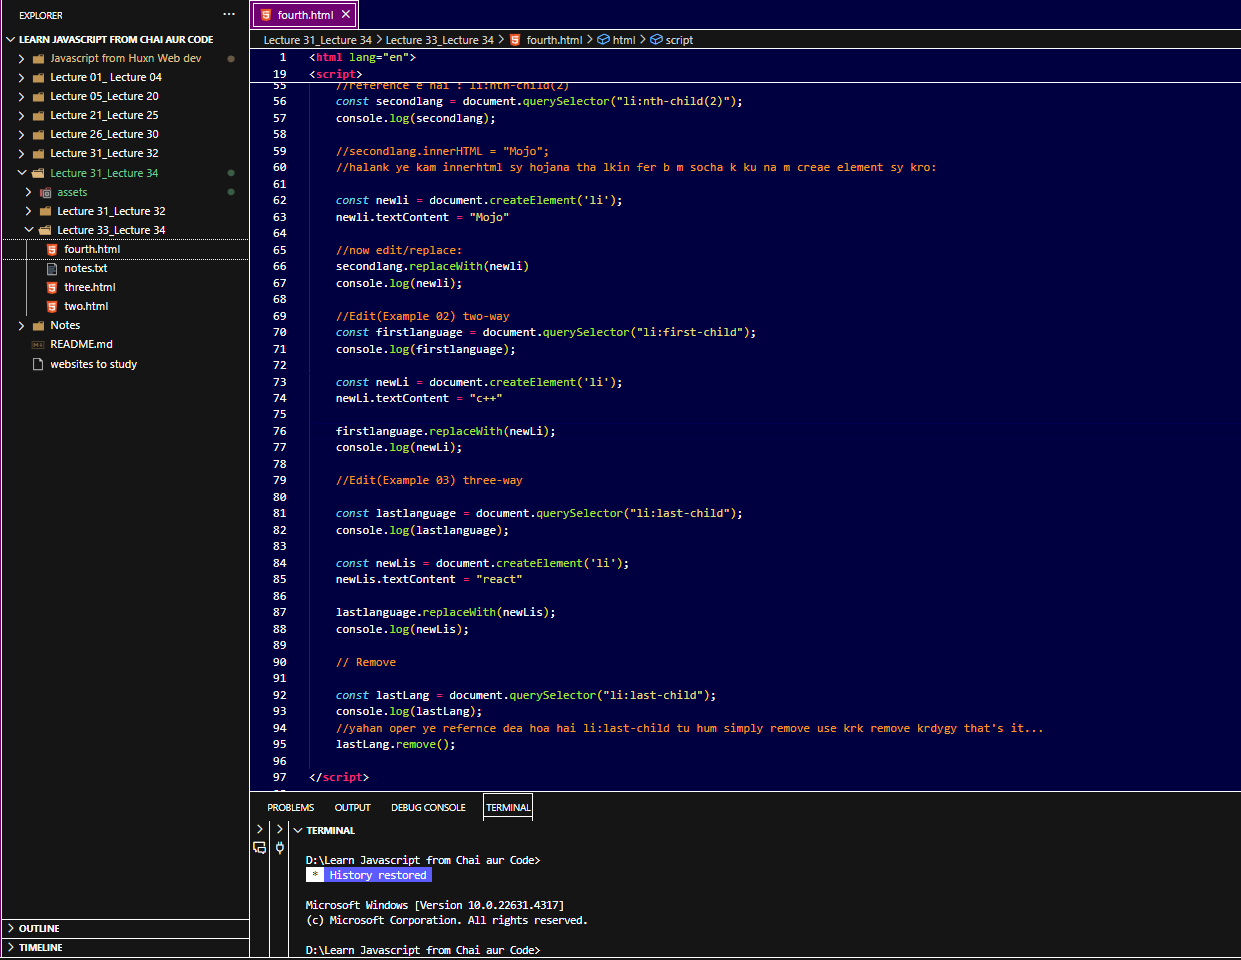 EXPLORER
···
LEARN JAVASCRIPT FROM CHAI AUR CODE
Javascript from Huxn Web dev
Lecture 01_ Lecture 04
Lecture 05_Lecture 20
Lecture 21_Lecture 25
Lecture 26_Lecture 30
Lecture 31_Lecture 32
Lecture 31_Lecture 34
assets
Lecture 31_Lecture 32
Lecture 33_Lecture 34
fourth.html
notes.txt
three.html
two.html
Notes
README.md
websites to study
OUTLINE
TIMELINE
fourth.html
Lecture 31_Lecture 34 > Lecture 33_Lecture 34 > fourth.html > html > script
1 <html lang="en">
19 <script>
55 //reference e hai : li:nth-child(2)
56 const secondlang = document.querySelector("li:nth-child(2)");
57 console.log(secondlang);
58
59 //secondlang.innerHTML = "Mojo";
60 //halank ye kam innerhtml sy hojana tha lkin fer b m socha k ku na m creae element sy kro:
61
62 const newli = document.createElement('li');
63 newli.textContent = "Mojo"
64
65 //now edit/replace:
66 secondlang.replaceWith(newli)
67 console.log(newli);
68
69 //Edit(Example 02) two-way
70 const firstlanguage = document.querySelector("li:first-child");
71 console.log(firstlanguage);
72
73 const newLi = document.createElement('li');
74 newLi.textContent = "c++"
75
76 firstlanguage.replaceWith(newLi);
77 console.log(newLi);
78
79 //Edit(Example 03) three-way
80
81 const lastlanguage = document.querySelector("li:last-child");
82 console.log(lastlanguage);
83
84 const newLis = document.createElement('li');
85 newLis.textContent = "react"
86
87 lastlanguage.replaceWith(newLis);
88 console.log(newLis);
89
90 // Remove
91
92 const lastLang = document.querySelector("li:last-child");
93 console.log(lastLang);
94 //yahan oper ye refernce dea hoa hai li:last-child tu hum simply remove use krk remove krdygy that's it...
95 lastLang.remove();
96
97 </script>
PROBLEMS OUTPUT DEBUG CONSOLE TERMINAL
TERMINAL
D:\Learn Javascript from Chai aur Code>
* History restored
Microsoft Windows [Version 10.0.22631.4317]
(c) Microsoft Corporation. All rights reserved.
D:\Learn Javascript from Chai aur Code>